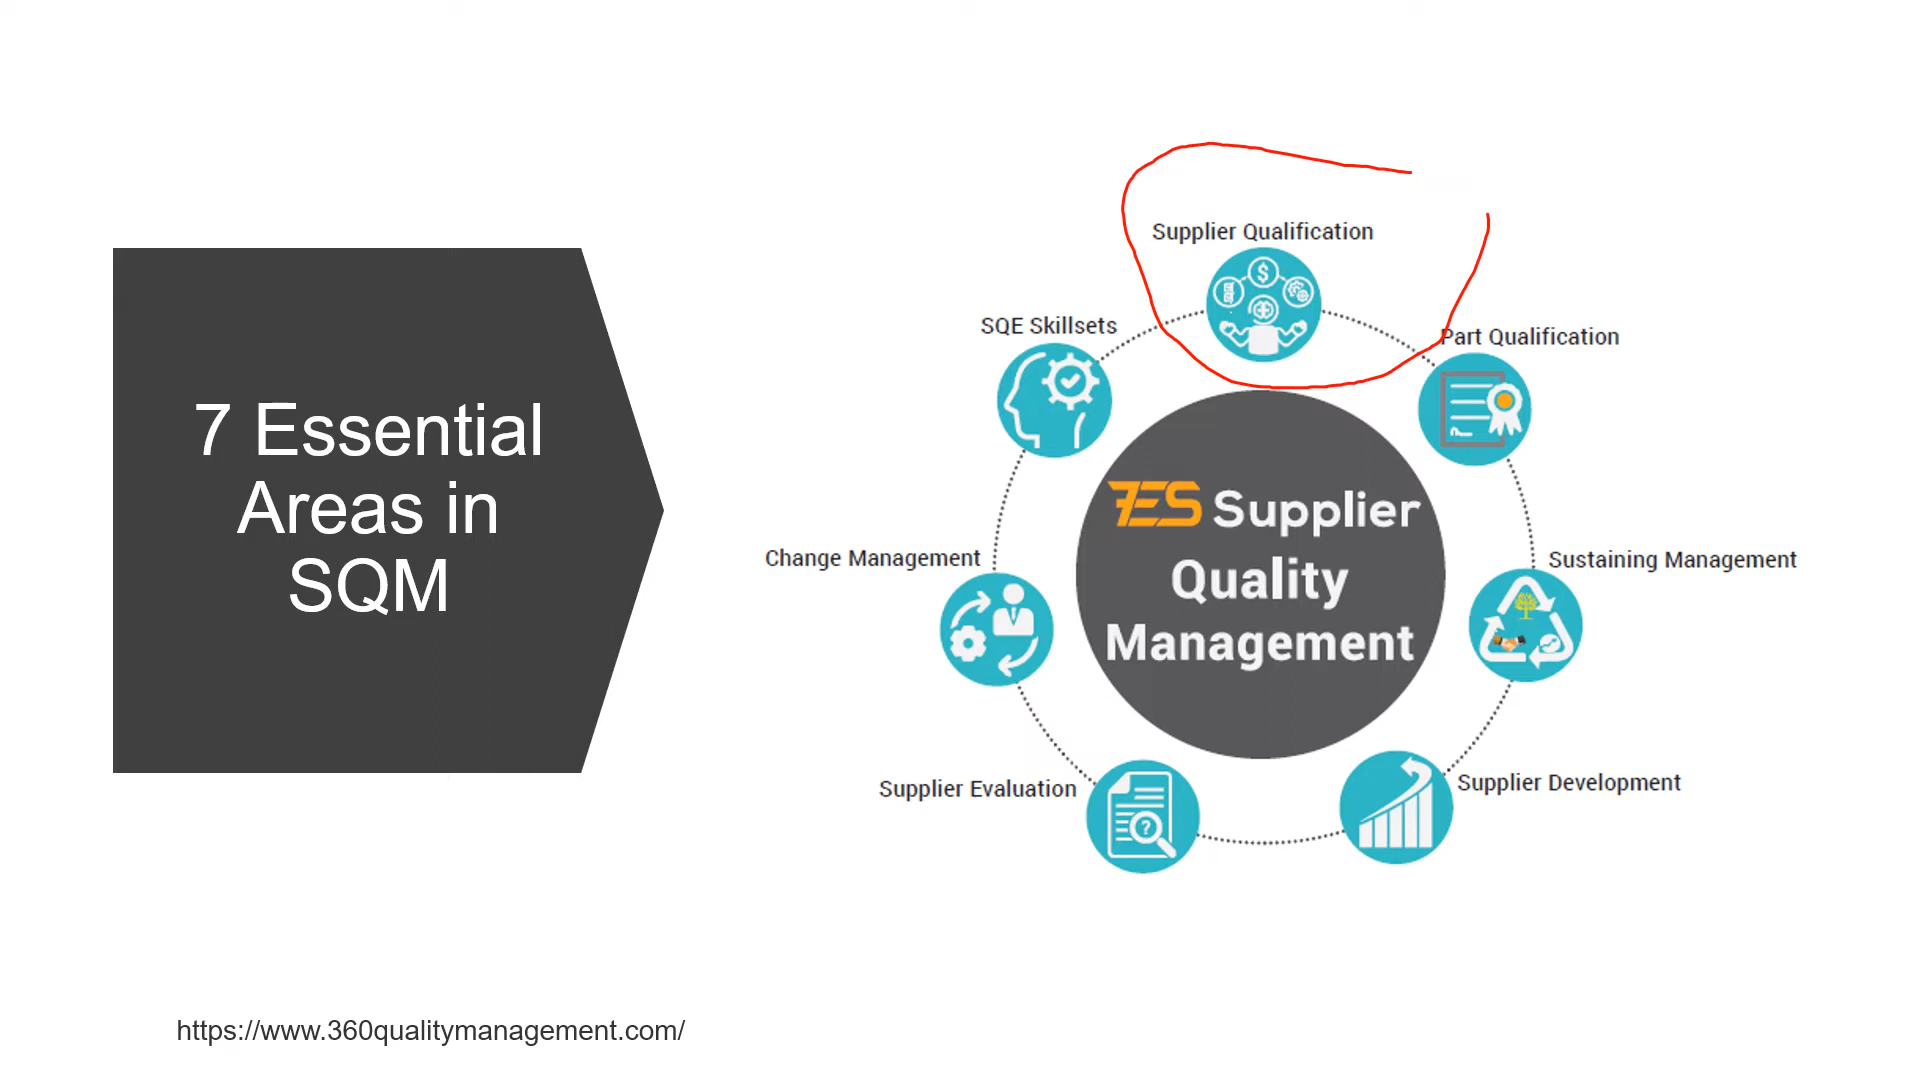 7 Essential
Areas in
SQM
Supplier Qualification
SQE Skillsets
Part Qualification
7ES Supplier
Quality
Management
Change Management
Sustaining Management
Supplier Evaluation
Supplier Development
$
?
https://www.360qualitymanagement.com/